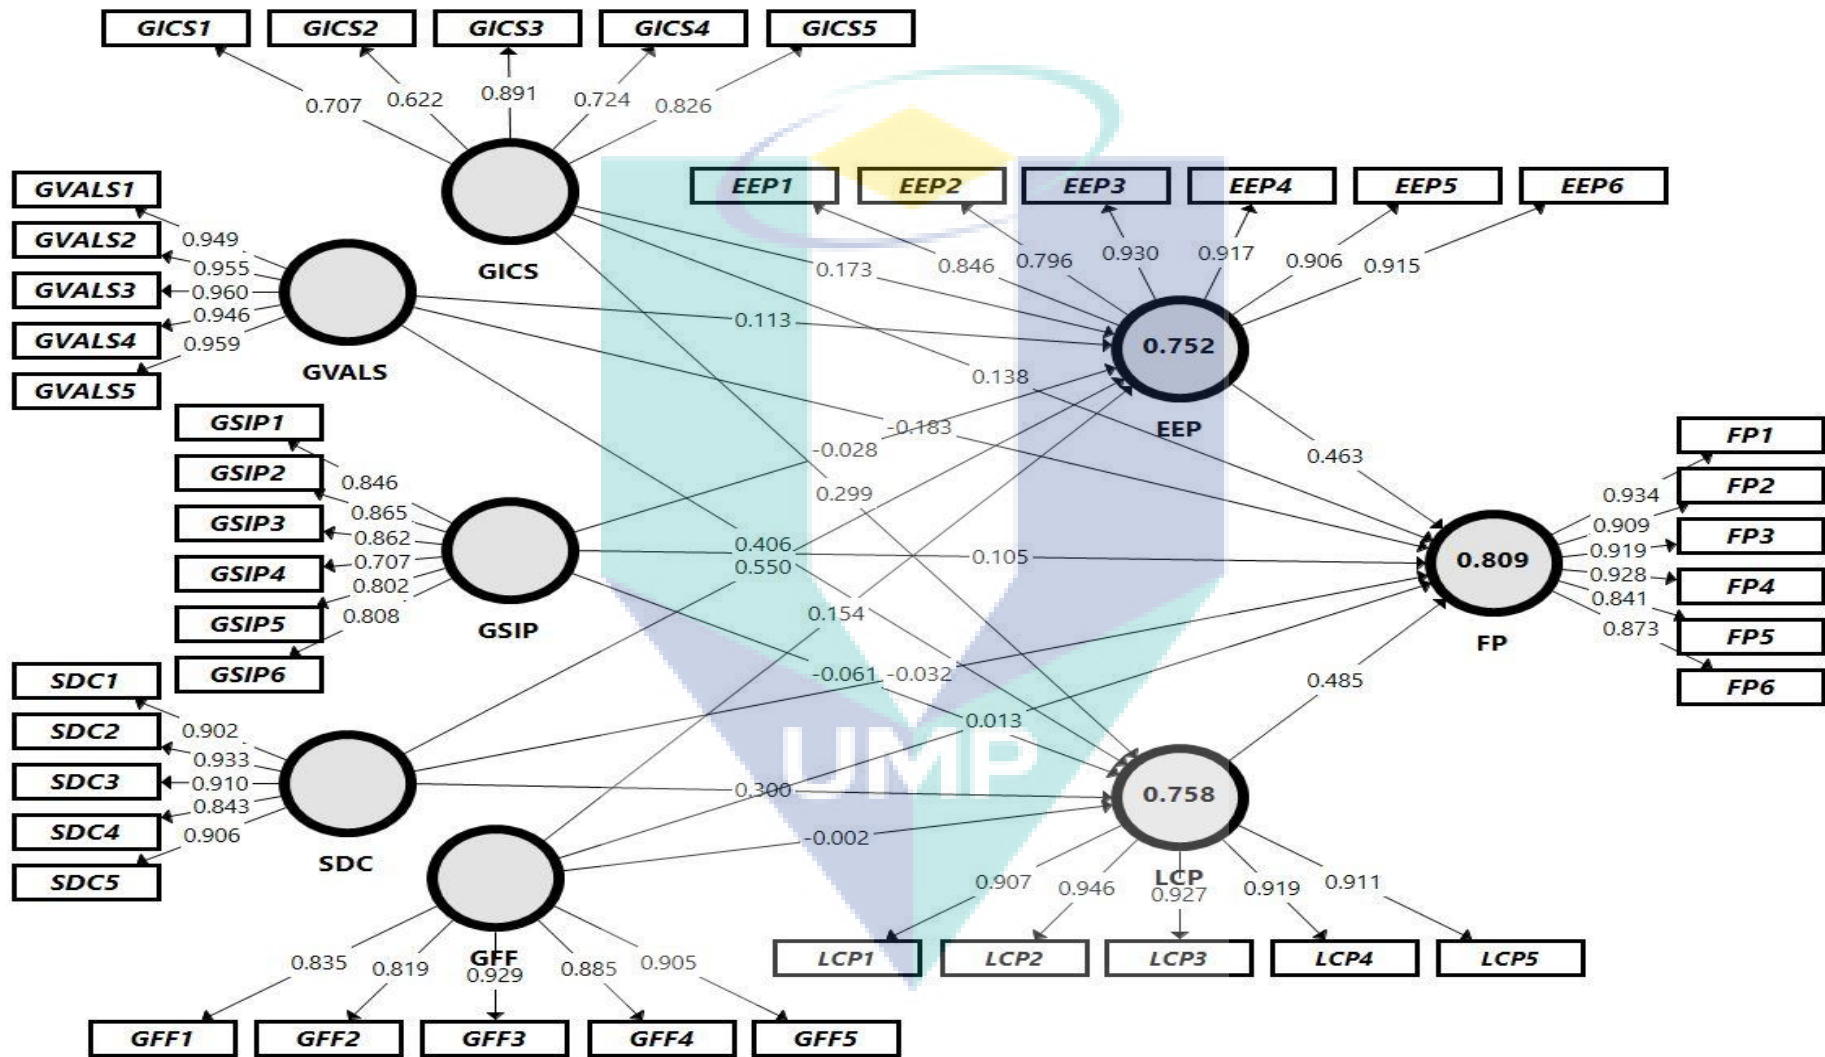 GICS1 GICS2 GICS3 GICS4 GICS5
0.707 0.622 0.891 0.724 0.826
GICS
GVALS1
GVALS2
GVALS3
GVALS4
GVALS5
0.949
0.955
0.960
0.946
0.959
GVALS
EEP1 EEP2 EEP3 EEP4 EEP5 EEP6
0.846 0.796 0.930 0.917 0.906 0.915
0.752
EEP
0.173
0.113
0.138
-0.183
-0.028
0.299
0.406
0.550
0.105
0.154
-0.061
-0.032
0.013
0.300
-0.002
0.463
0.485
GSIP1
GSIP2
GSIP3
GSIP4
GSIP5
GSIP6
0.846
0.865
0.862
0.707
0.802
0.808
GSIP
SDC1
SDC2
SDC3
SDC4
SDC5
0.902
0.933
0.910
0.843
0.906
SDC
0.809
FP
0.934
0.909
0.919
0.928
0.841
0.873
FP1
FP2
FP3
FP4
FP5
FP6
UMP
0.758
LCP
0.907 0.946 0.927 0.919 0.911
LCP1 LCP2 LCP3 LCP4 LCP5
GFF
0.835 0.819 0.929 0.885 0.905
GFF1 GFF2 GFF3 GFF4 GFF5